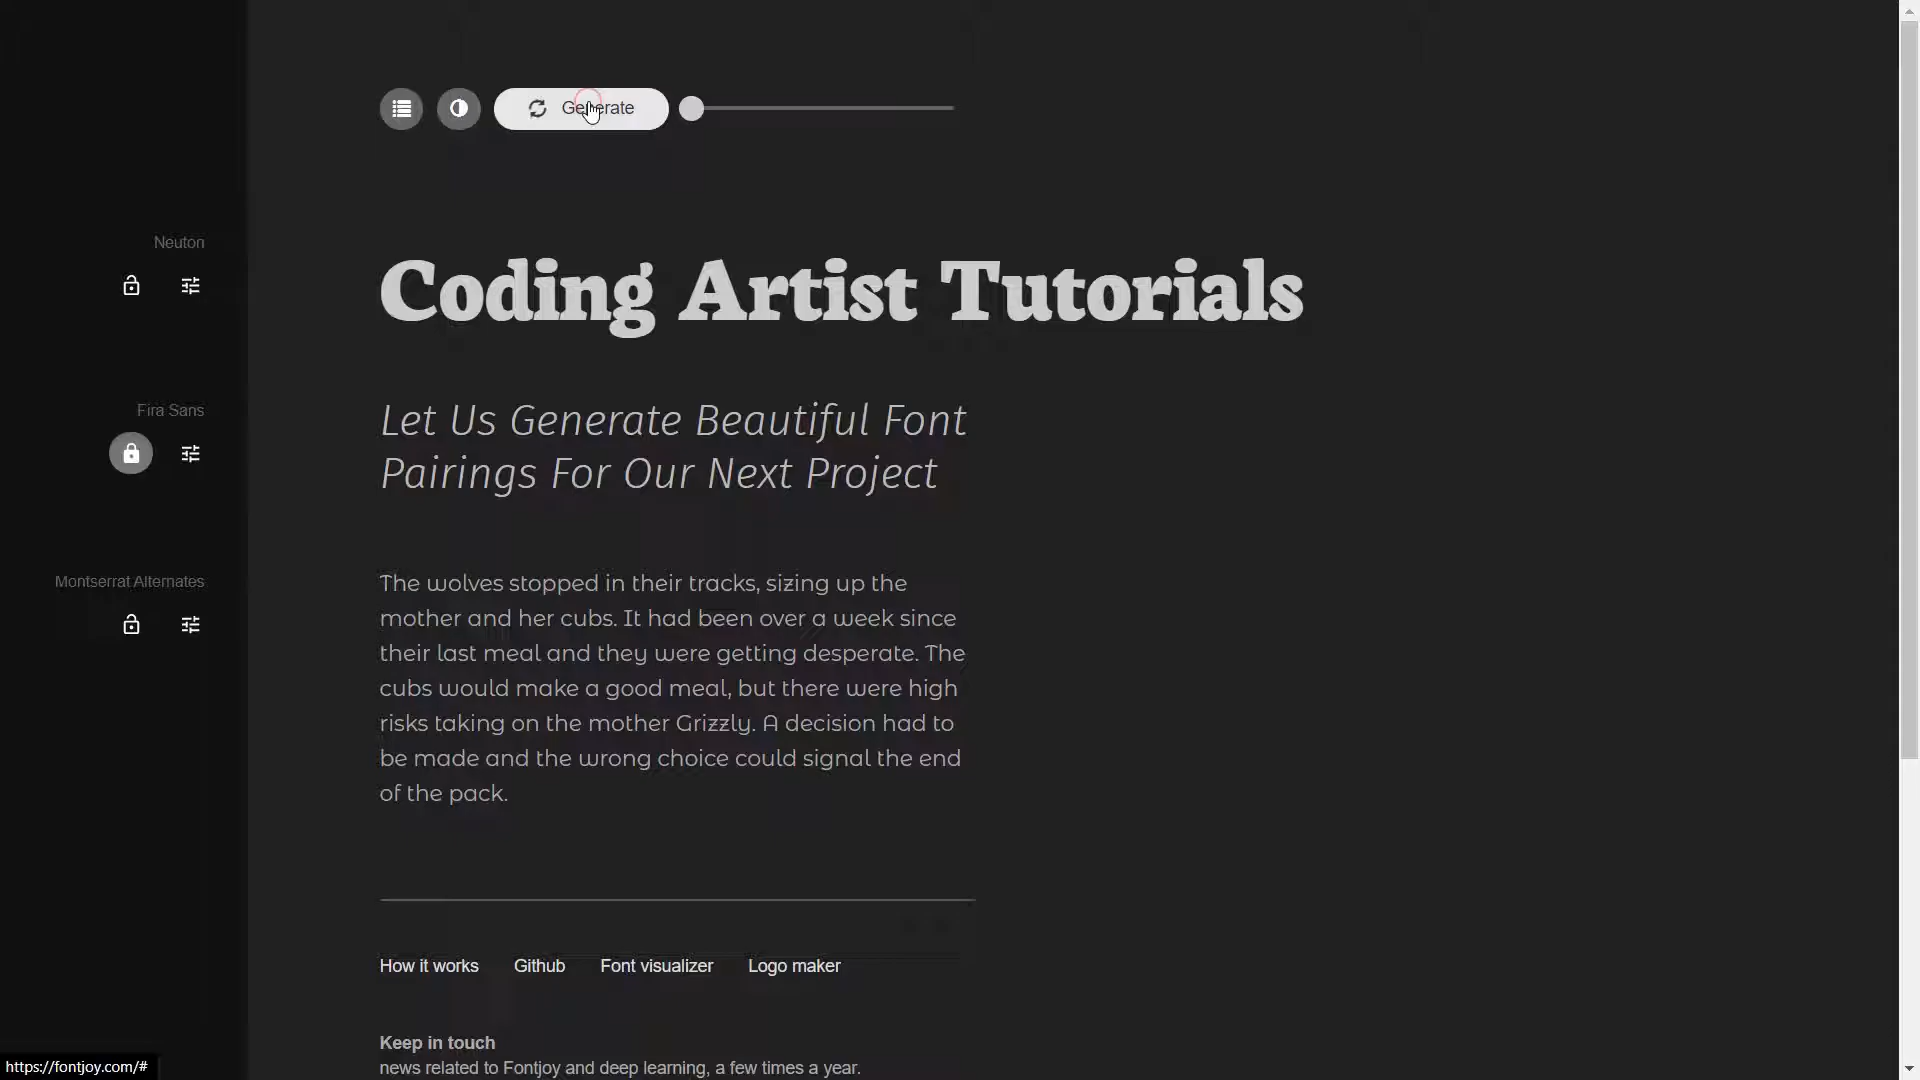 Generate
Neuton
Coding Artist Tutorials
Fira Sans
Let Us Generate Beautiful Font
Pairings For Our Next Project
Montserrat Alternates
The wolves stopped in their tracks, sizing up the
mother and her cubs. It had been over a week since
their last meal and they were getting desperate. The
cubs would make a good meal, but there were high
risks taking on the mother Grizzly. A decision had to
be made and the wrong choice could signal the end
of the pack.
How it works Github Font visualizer Logo maker
Keep in touch
news related to Fontjoy and deep learning, a few times a year.
https://fontjoy.com/#